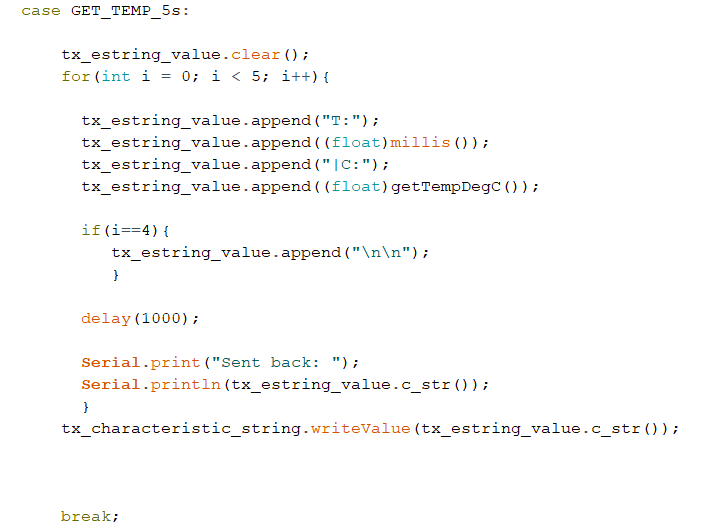 case GET_TEMP_5s:
tx_estring_value.clear();
for(int i = 0; i < 5; i++){
tx_estring_value.append("T:");
tx_estring_value.append((float)millis());
tx_estring_value.append("|C:");
tx_estring_value.append((float)getTempDegC());
if(i==4){
tx_estring_value.append("\n\n");
}
delay(1000);
Serial.print("Sent back: ");
Serial.println(tx_estring_value.c_str());
}
tx_characteristic_string.writeValue(tx_estring_value.c_str());
break;